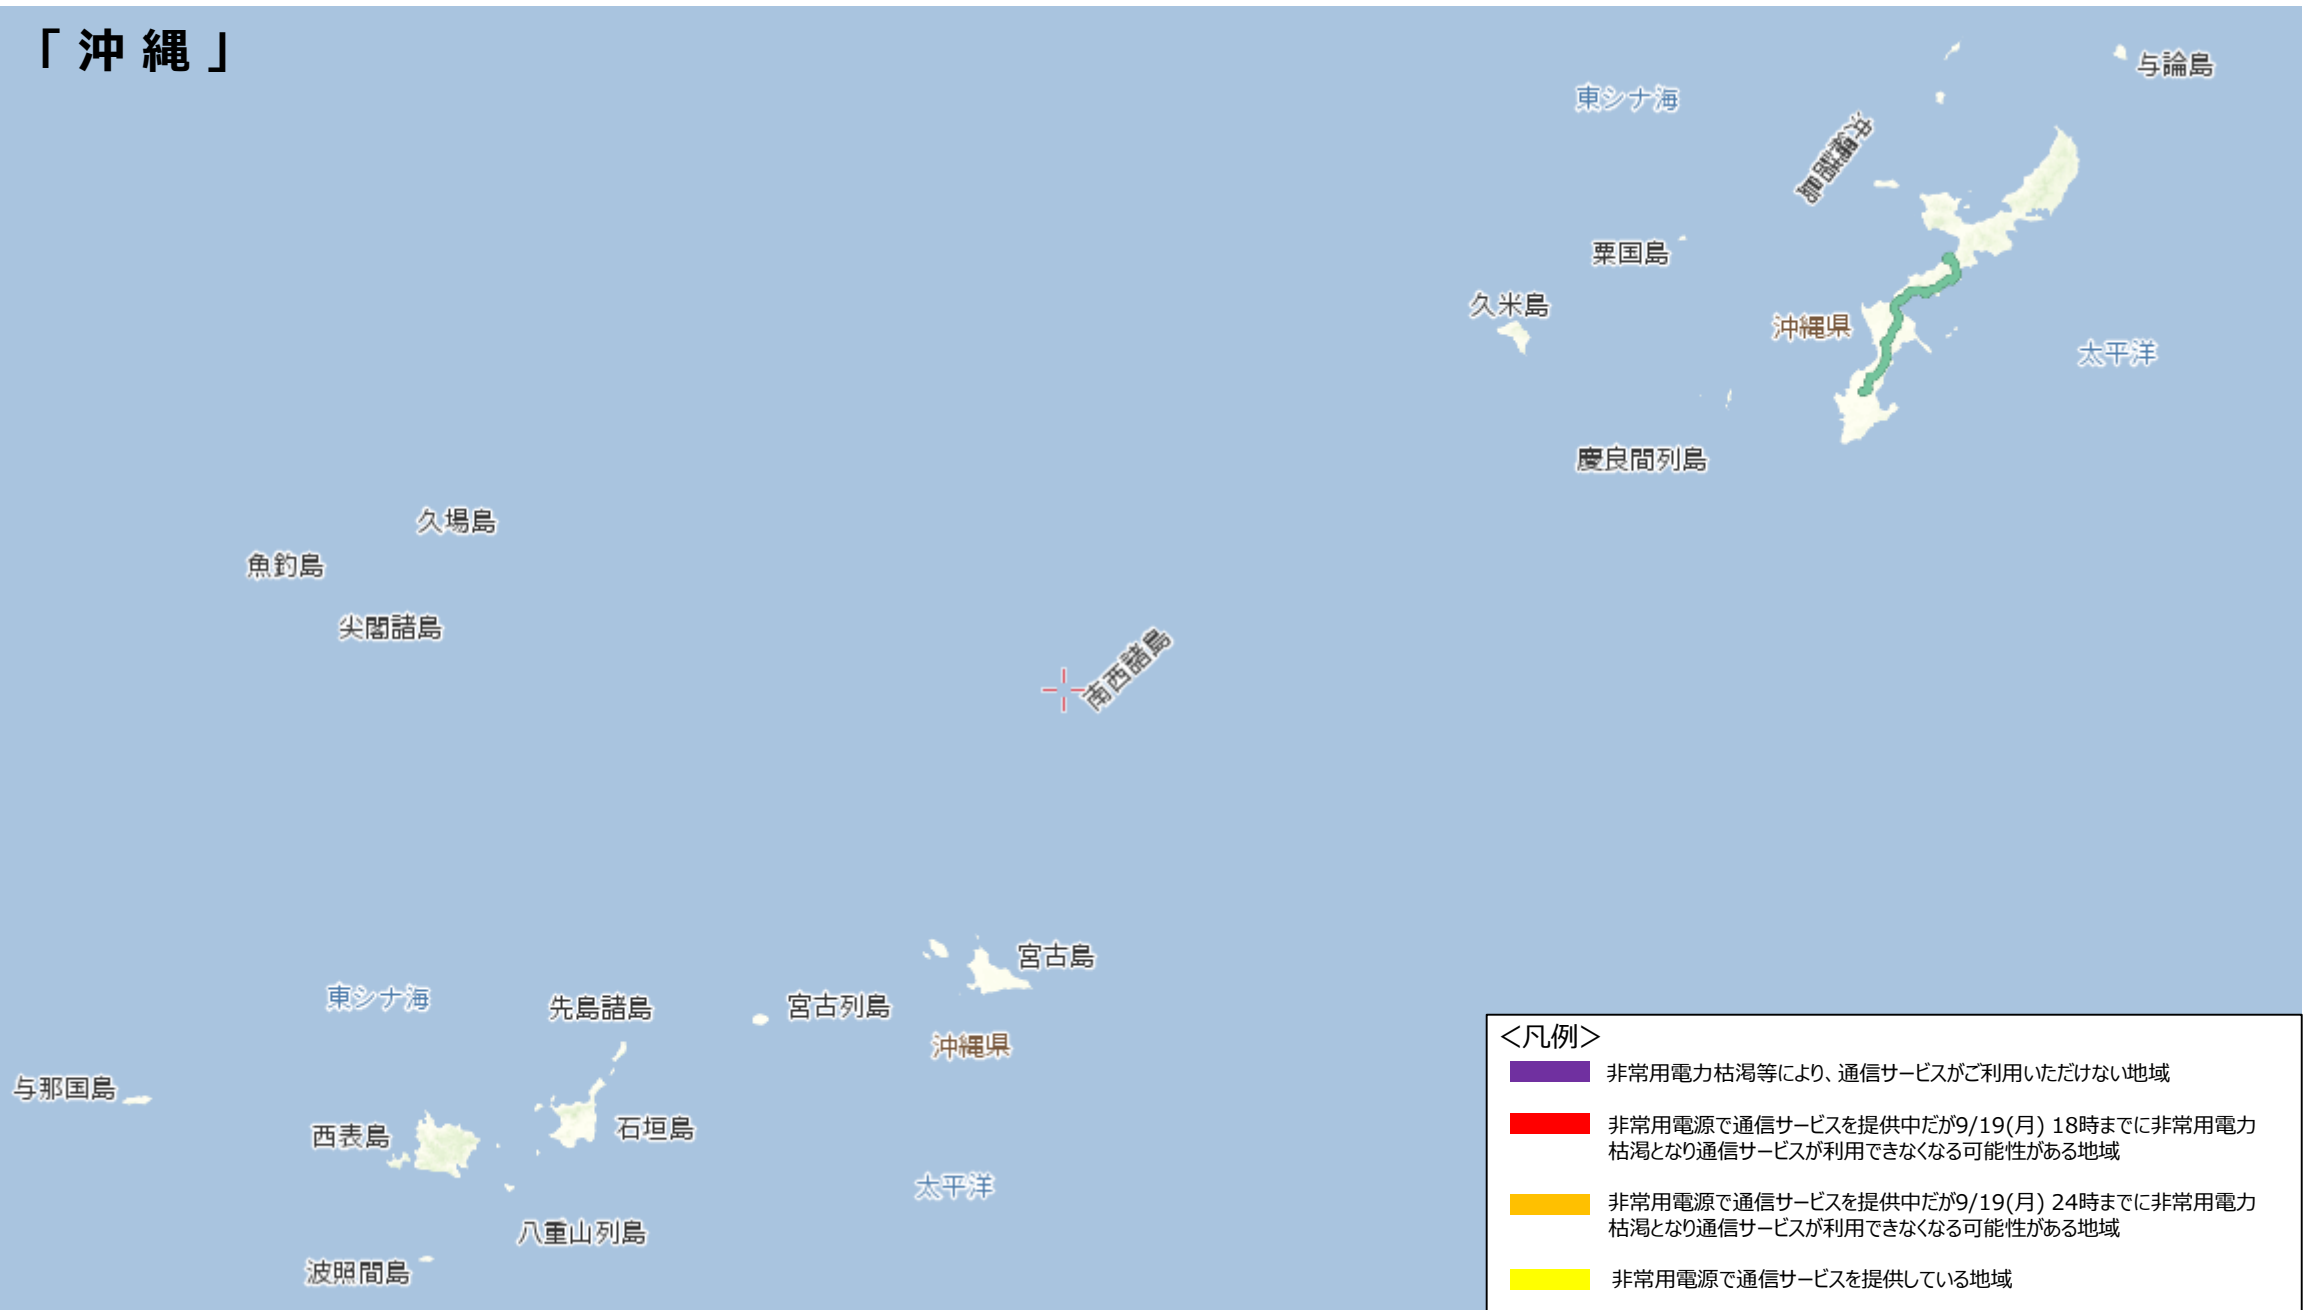 「 沖 縄 」
与論島
東シナ海
沖縄諸島
粟国島
久米島
沖縄県
太平洋
慶良間列島
久場島
魚釣島
尖閣諸島
南西諸島
宮古島
東シナ海
先島諸島
宮古列島
沖縄県
与那国島
西表島
石垣島
太平洋
八重山列島
波照間島
＜凡例＞
非常用電力枯渇等により、通信サービスがご利用いただけない地域
非常用電源で通信サービスを提供中だが9/19(月) 18時までに非常用電力
枯渇となり通信サービスが利用できなくなる可能性がある地域
非常用電源で通信サービスを提供中だが9/19(月) 24時までに非常用電力
枯渇となり通信サービスが利用できなくなる可能性がある地域
非常用電源で通信サービスを提供している地域